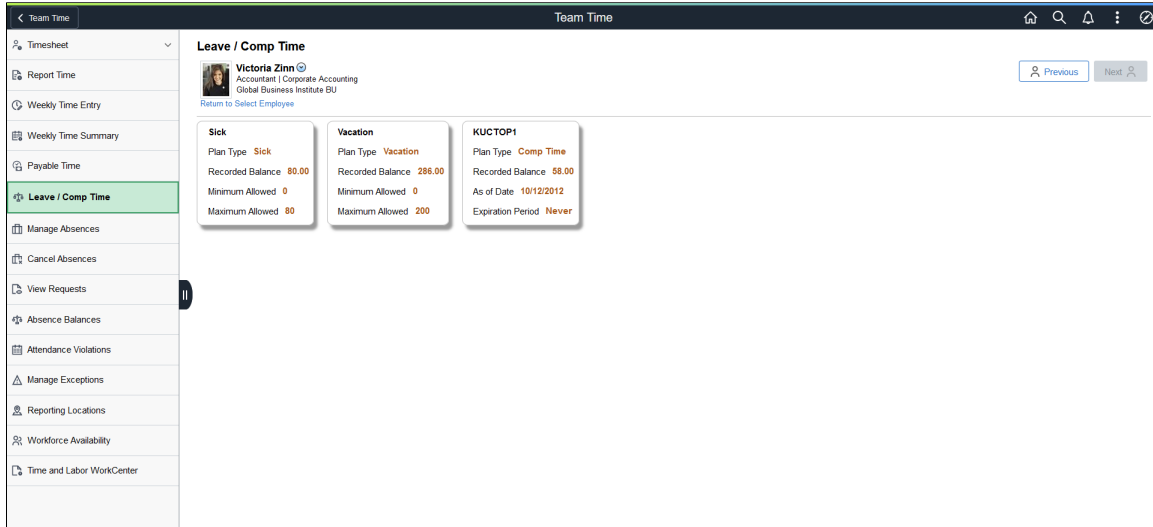 Team Time
Team Time
Timesheet
Report Time
Weekly Time Entry
Weekly Time Summary
Payable Time
Leave / Comp Time
Manage Absences
Cancel Absences
View Requests
Absence Balances
Attendance Violations
Manage Exceptions
Reporting Locations
Workforce Availability
Time and Labor WorkCenter
Leave / Comp Time
Victoria Zinn
Accountant | Corporate Accounting
Global Business Institute BU
Return to Select Employee
Previous
Next
Sick
Plan Type Sick
Recorded Balance 80.00
Minimum Allowed 0
Maximum Allowed 80
Vacation
Plan Type Vacation
Recorded Balance 286.00
Minimum Allowed 0
Maximum Allowed 200
KUCTOP1
Plan Type Comp Time
Recorded Balance 58.00
As of Date 10/12/2012
Expiration Period Never